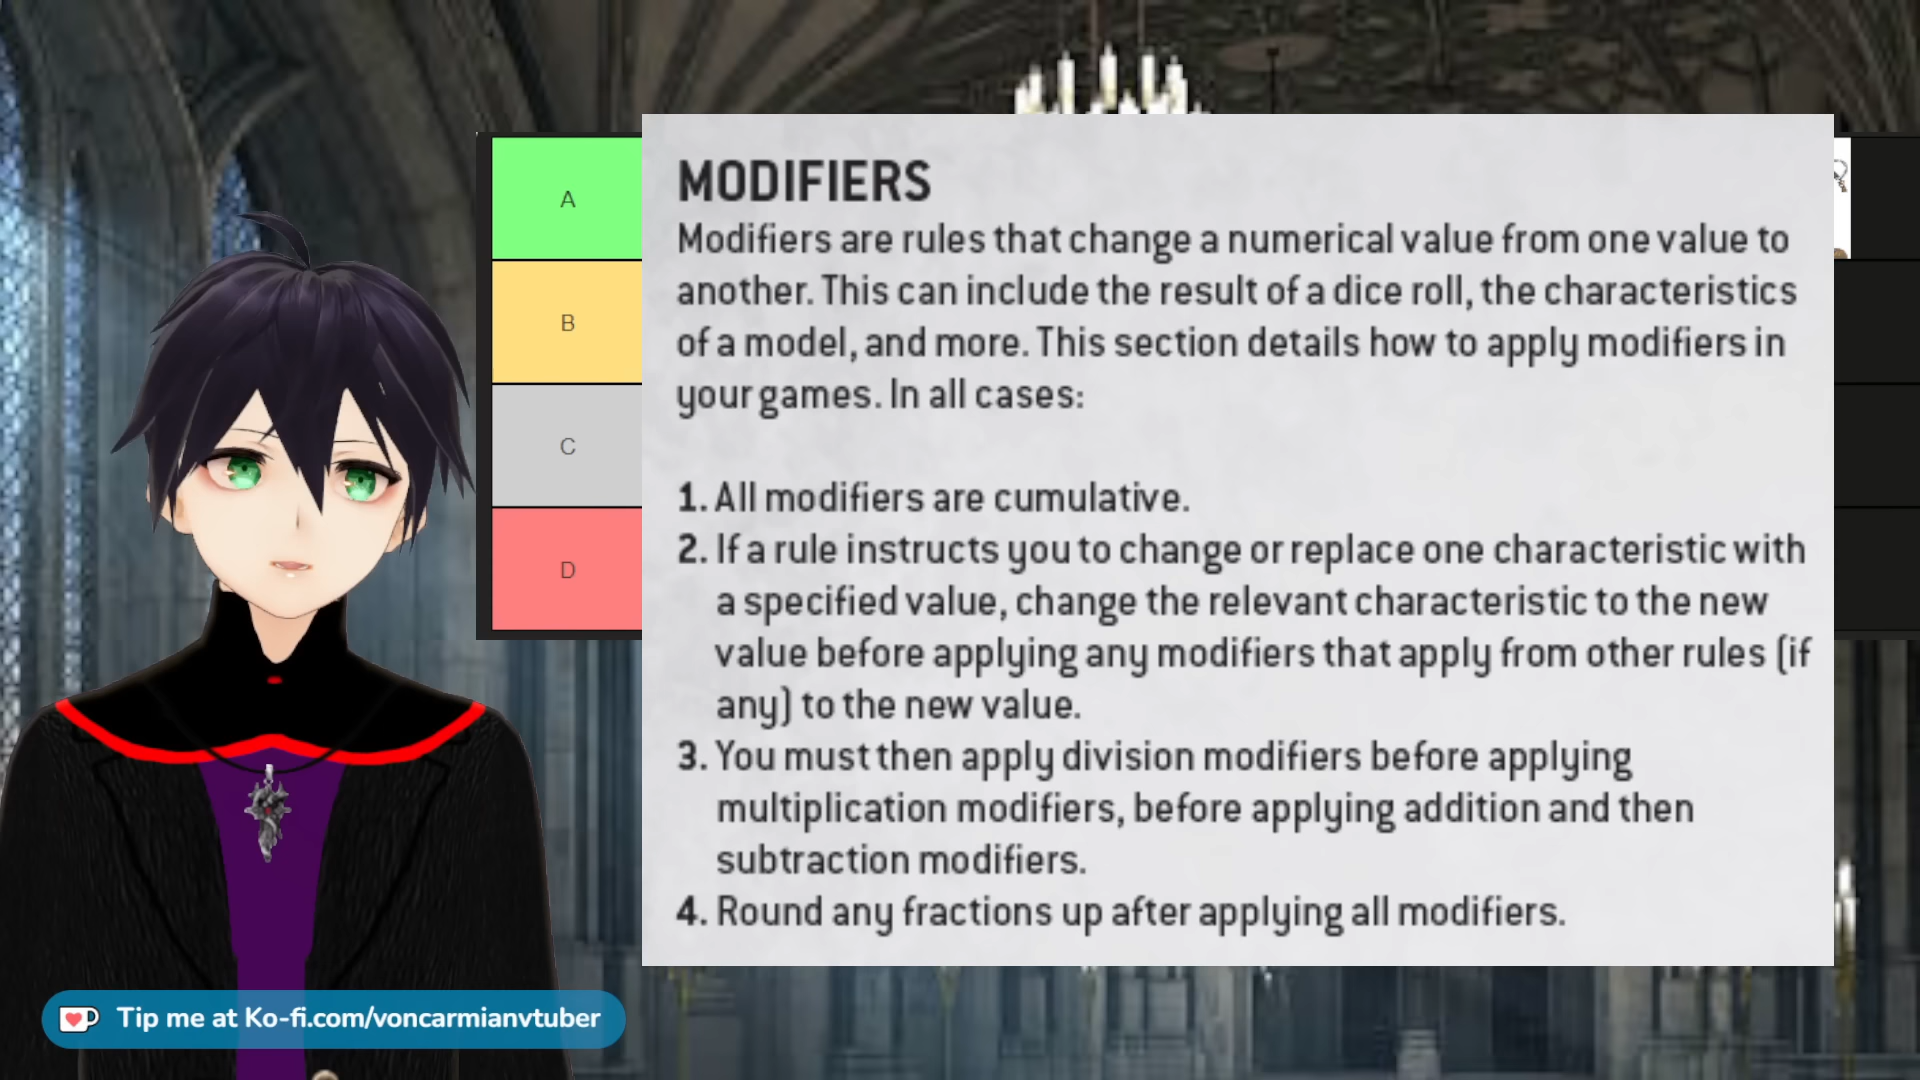 A
B
C
D
MODIFIERS
Modifiers are rules that change a numerical value from one value to
another. This can include the result of a dice roll, the characteristics
of a model, and more. This section details how to apply modifiers in
your games. In all cases:
1. All modifiers are cumulative.
2. If a rule instructs you to change or replace one characteristic with
a specified value, change the relevant characteristic to the new
value before applying any modifiers that apply from other rules (if
any) to the new value.
3. You must then apply division modifiers before applying
multiplication modifiers, before applying addition and then
subtraction modifiers.
4. Round any fractions up after applying all modifiers.
Tip me at Ko-fi.com/voncarmianvtuber